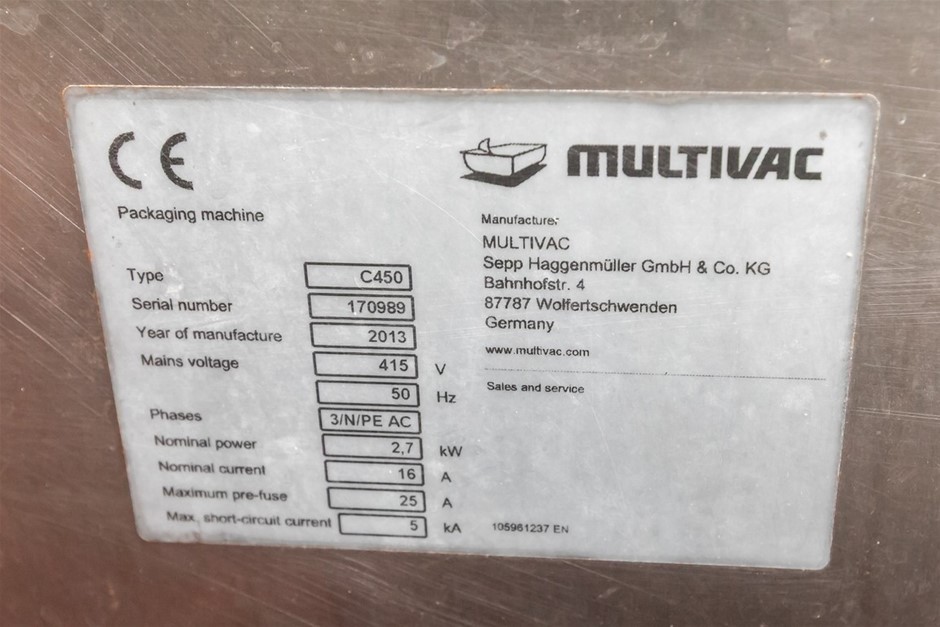 CE
MULTIVAC
Packaging machine
Type C450
Serial number 170989
Year of manufacture 2013
Mains voltage 415 V
50 Hz
Phases 3/N/PE AC
Nominal power 2,7 kW
Nominal current 16 A
Maximum pre-fuse 25 A
Max. short-circuit current 5 kA
Manufacturer:
MULTIVAC
Sepp Haggenmüller GmbH & Co. KG
Bahnhofstr. 4
87787 Wolfertschwenden
Germany
www.multivac.com
Sales and service
105981237 EN